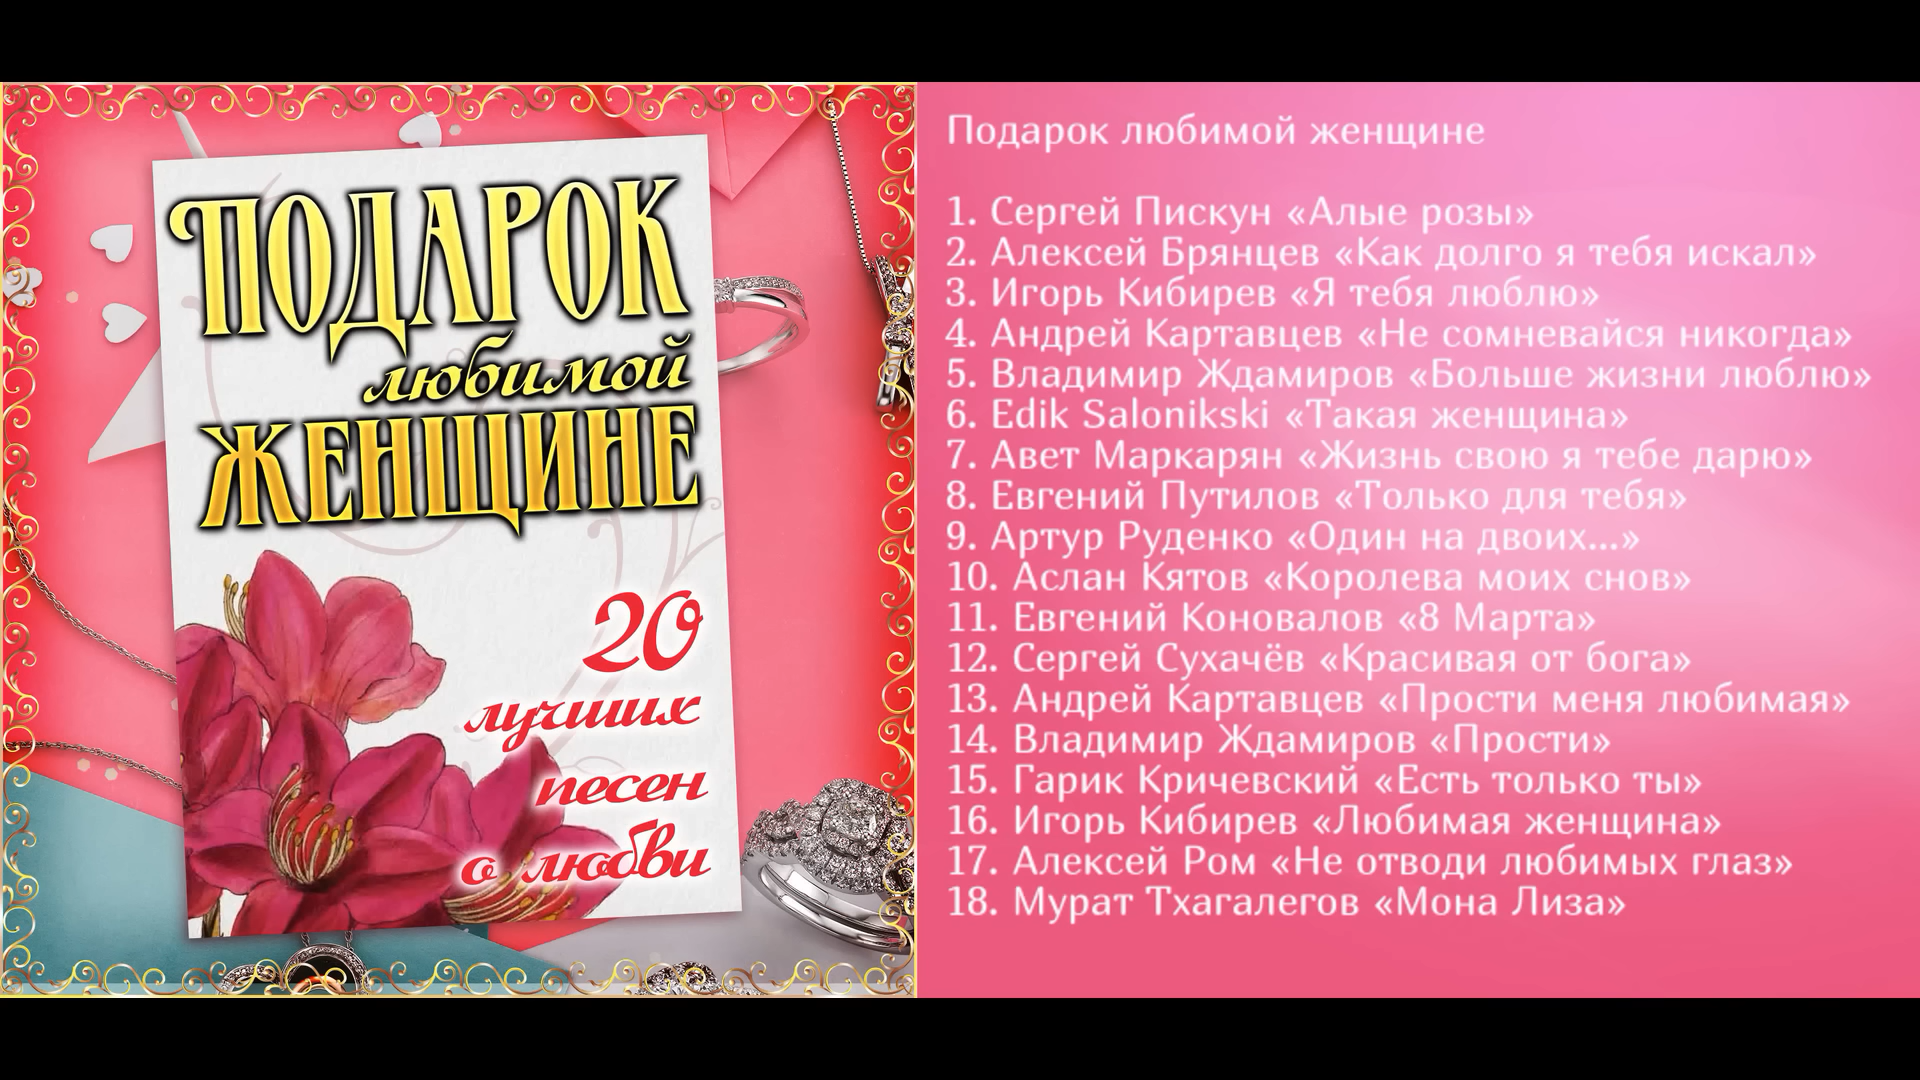 ПОДАРОК
любимой
ЖЕНЩИНЕ
20
лучших
песен
о любви
Подарок любимой женщине
1. Сергей Пискун «Алые розы»
2. Алексей Брянцев «Как долго я тебя искал»
3. Игорь Кибирев «Я тебя люблю»
4. Андрей Картавцев «Не сомневайся никогда»
5. Владимир Ждамиров «Больше жизни люблю»
6. Edik Salonikski «Такая женщина»
7. Авет Маркарян «Жизнь свою я тебе дарю»
8. Евгений Путилов «Только для тебя»
9. Артур Руденко «Один на двоих...»
10. Аслан Кятов «Королева моих снов»
11. Евгений Коновалов «8 Марта»
12. Сергей Сухачёв «Красивая от бога»
13. Андрей Картавцев «Прости меня любимая»
14. Владимир Ждамиров «Прости»
15. Гарик Кричевский «Есть только ты»
16. Игорь Кибирев «Любимая женщина»
17. Алексей Ром «Не отводи любимых глаз»
18. Мурат Тхагалегов «Мона Лиза»